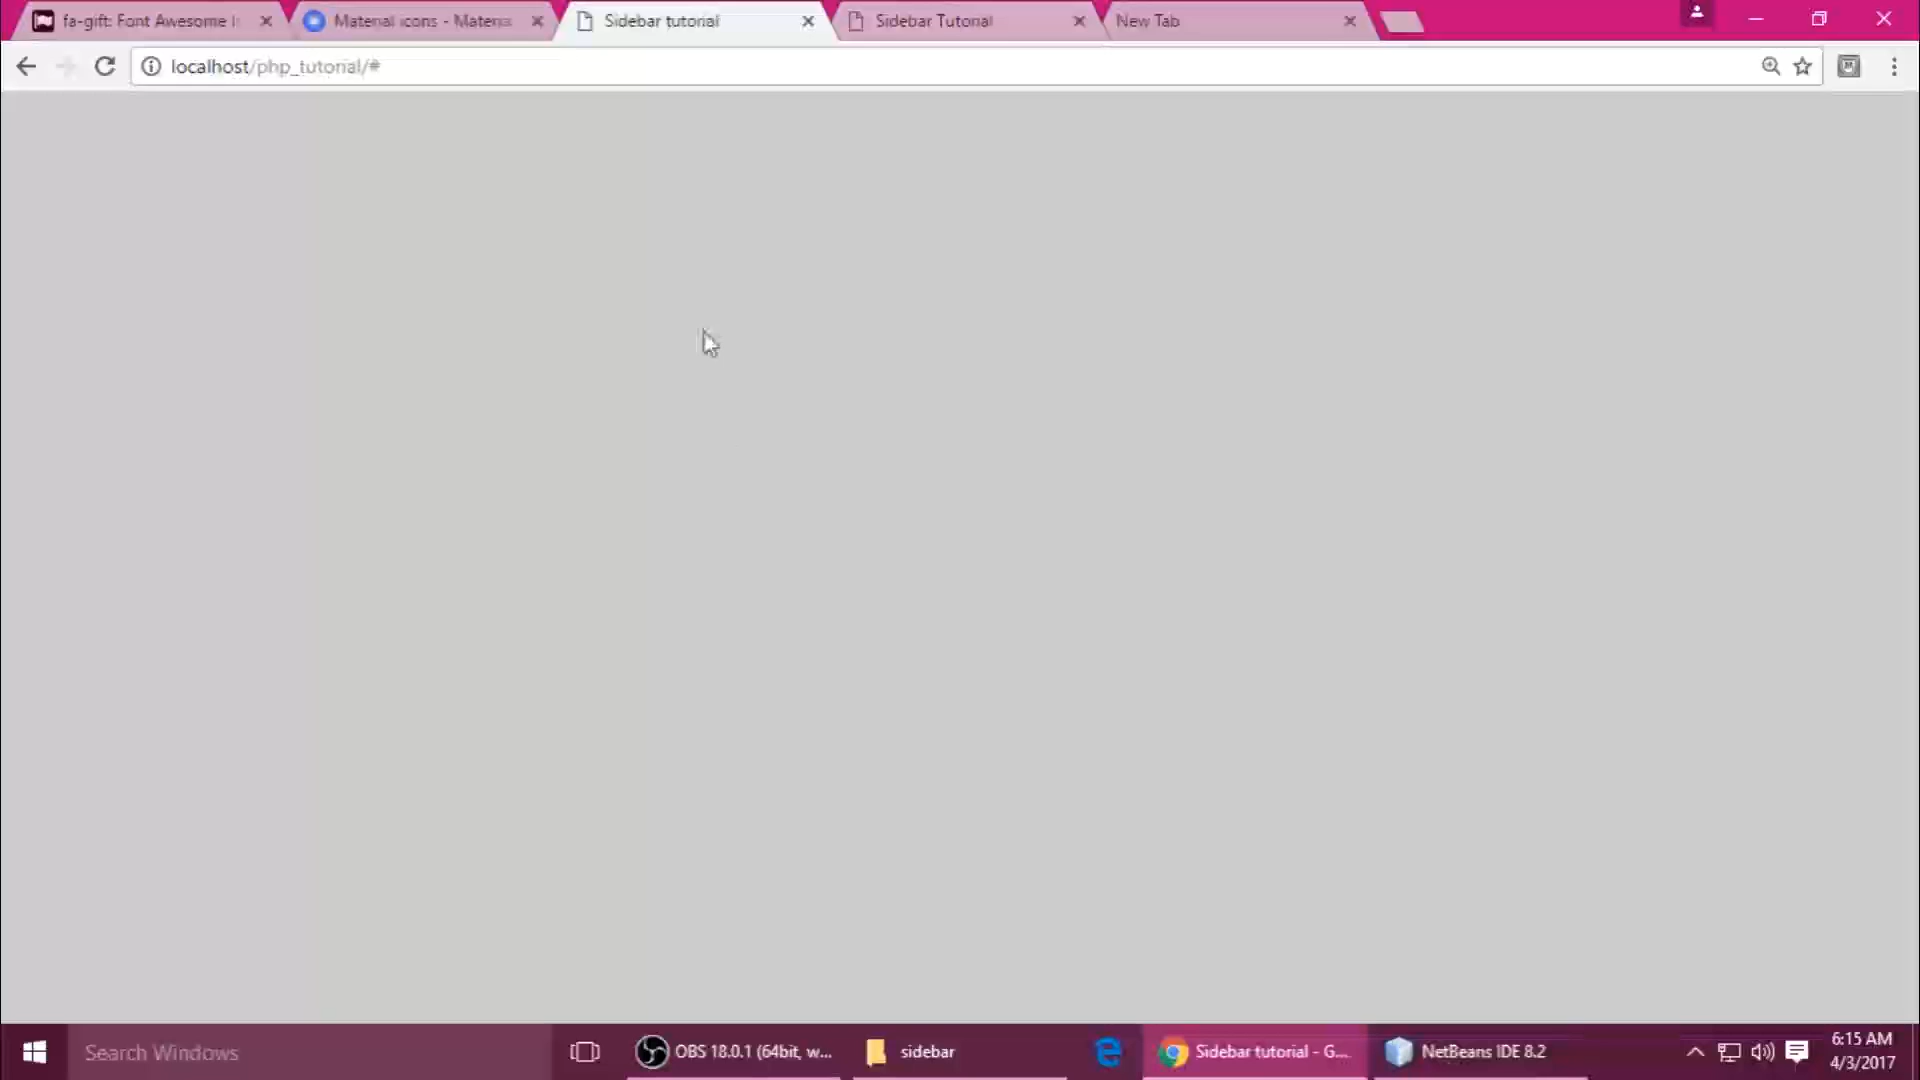 fa-gift: Font Awesome
Material icons - Materia
Sidebar tutorial
Sidebar Tutorial
New Tab
localhost/php_tutorial/#
Search Windows
OBS 18.0.1 (64bit, w...
sidebar
Sidebar tutorial - G...
NetBeans IDE 8.2
6:15 AM
4/3/2017